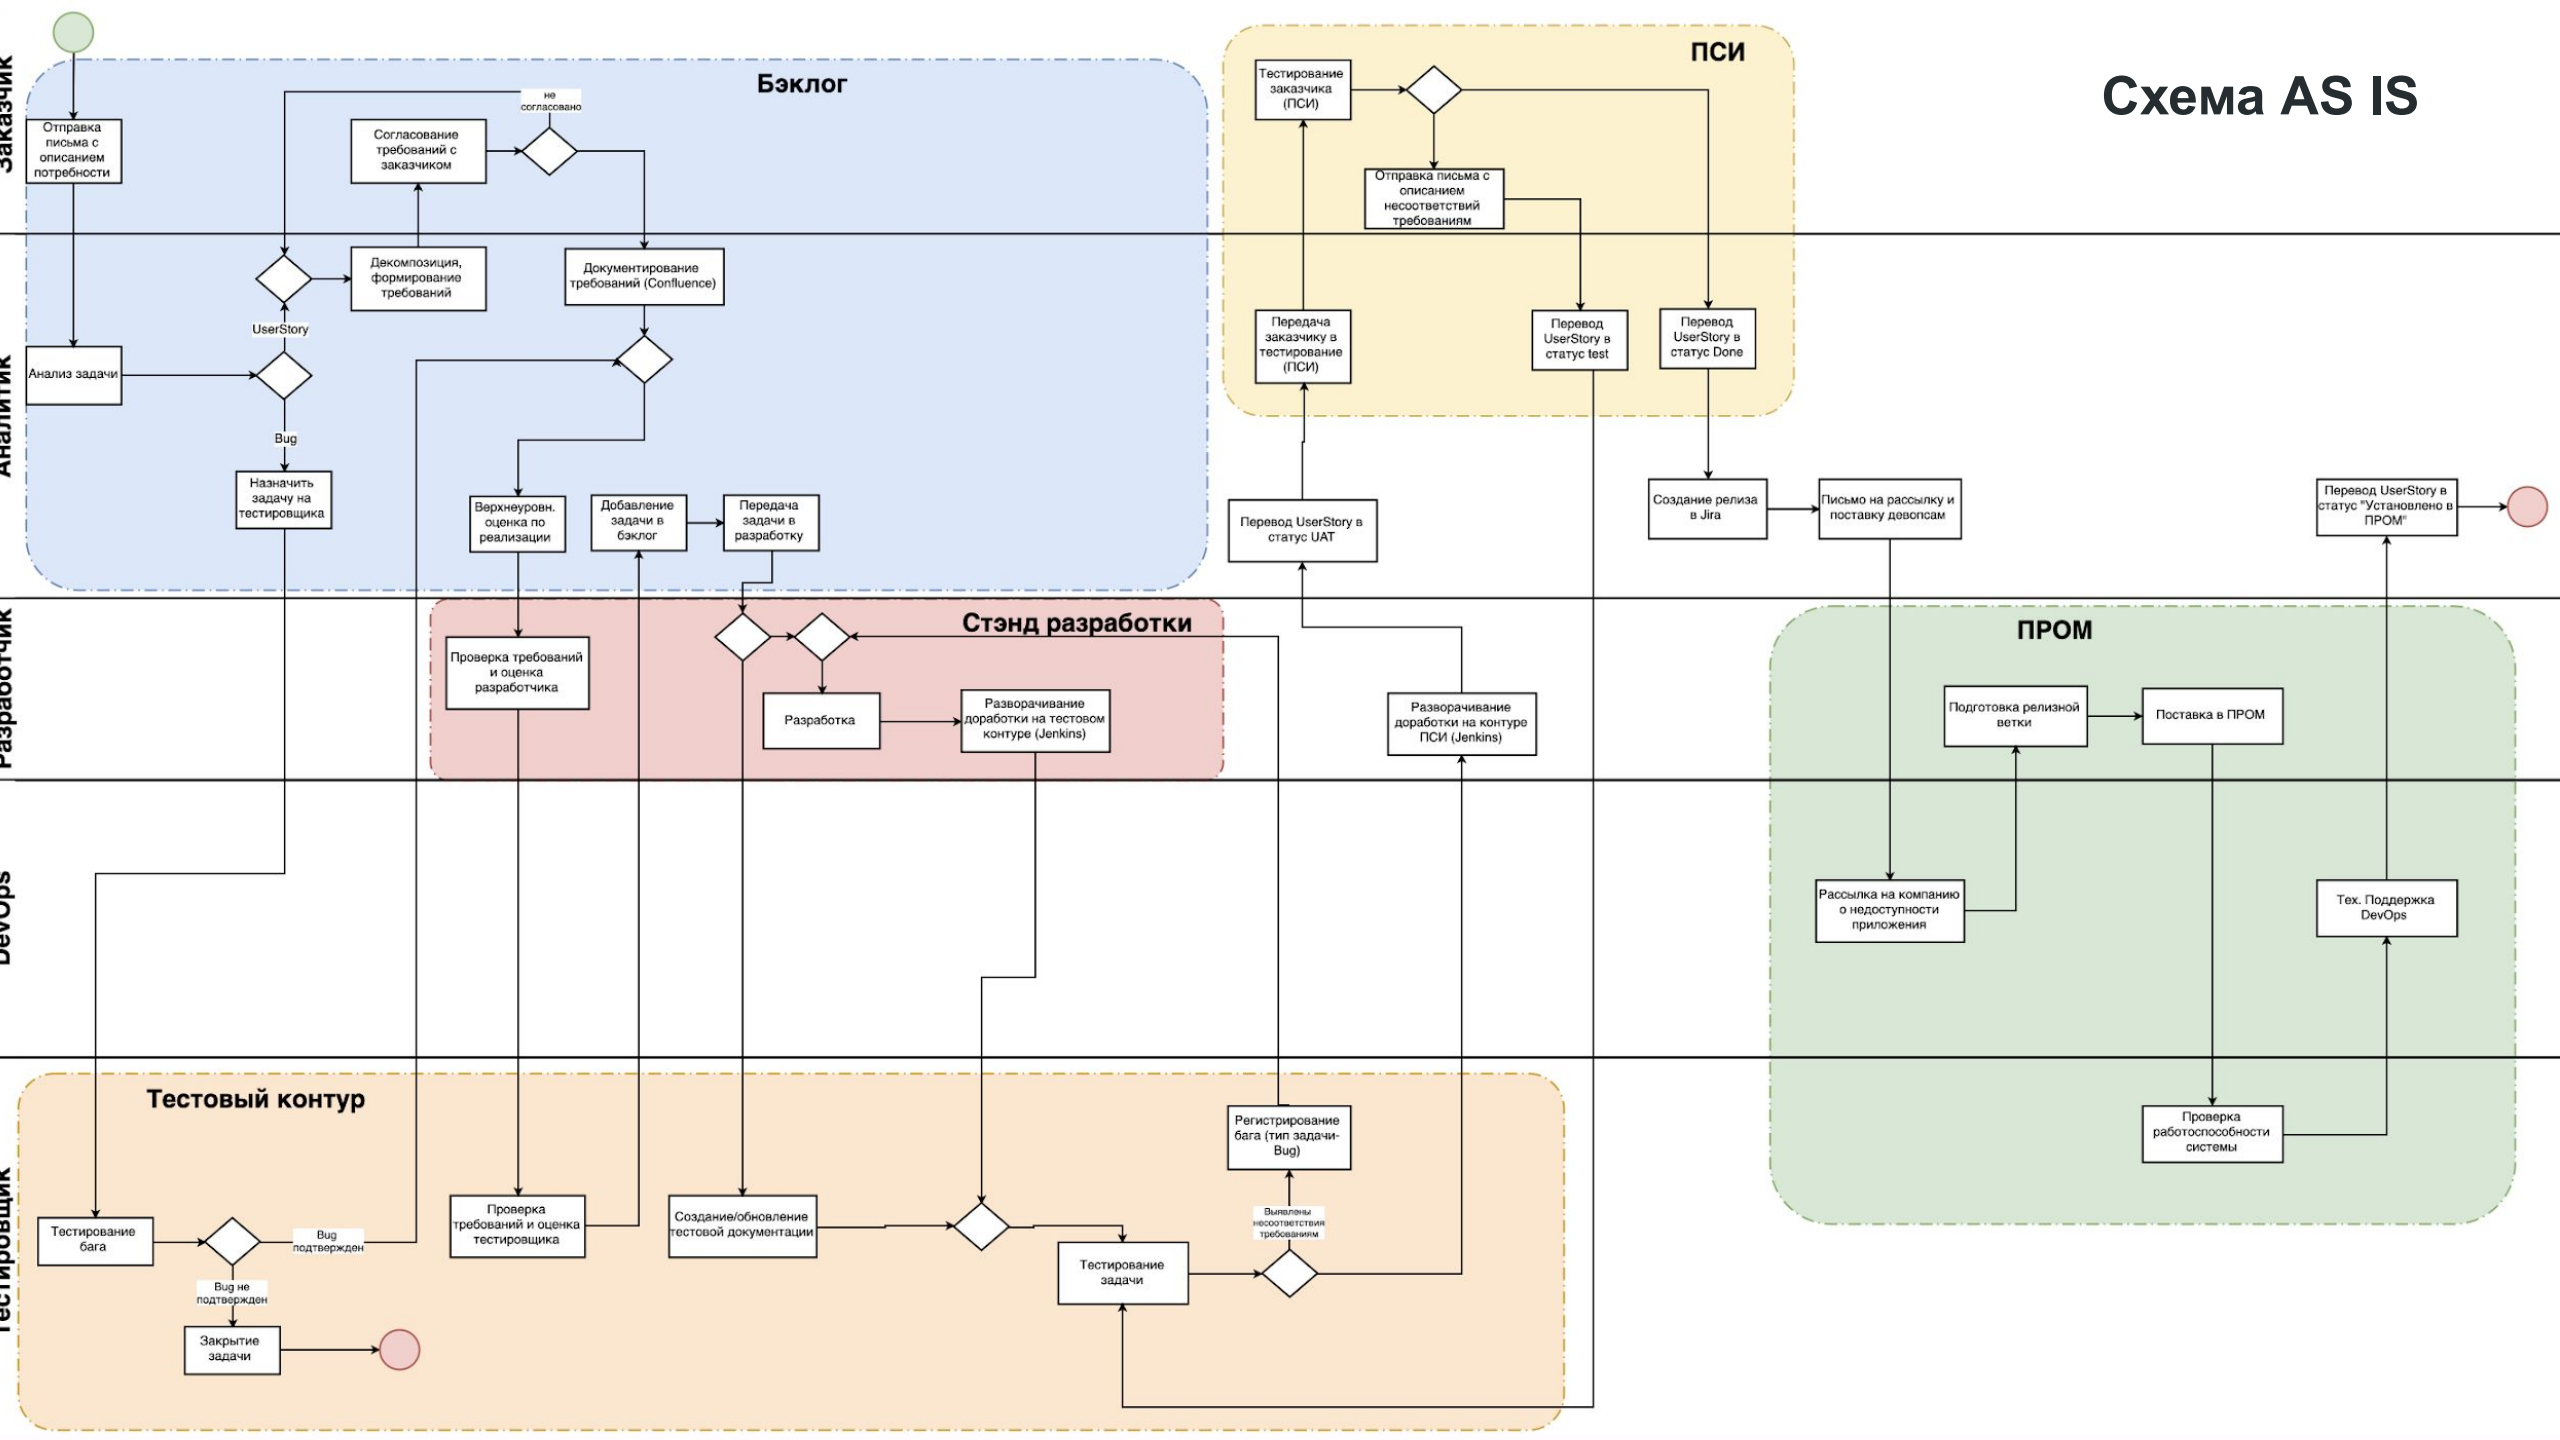 Схема AS IS
Заказчик
Аналитик
Разработчик
DevOps
Тестировщик
Бэклог
Отправка
письма с
описанием
потребности
Согласование
требований с
заказчиком
не
согласовано
Декомпозиция,
формирование
требований
Документирование
требований (Confluence)
UserStory
Анализ задачи
Bug
Назначить
задачу на
тестировщика
Верхнеуровн.
оценка по
реализации
Добавление
задачи в
бэклог
Передача
задачи в
разработку
ПСИ
Тестирование
заказчика
(ПСИ)
Отправка письма с
описанием
несоответствий
требованиям
Передача
заказчику в
тестирование
(ПСИ)
Перевод
UserStory в
статус test
Перевод
UserStory в
статус Done
Перевод UserStory в
статус UAT
Создание релиза
в Jira
Письмо на рассылку и
поставку девопсам
Перевод UserStory в
статус "Установлено в
ПРОМ"
Стэнд разработки
Проверка требований
и оценка
разработчика
Разработка
Разворачивание
доработки на тестовом
контуре (Jenkins)
Разворачивание
доработки на контуре
ПСИ (Jenkins)
ПРОМ
Подготовка релизной
ветки
Поставка в ПРОМ
Рассылка на компанию
о недоступности
приложения
Тех. Поддержка
DevOps
Проверка
работоспособности
системы
Тестовый контур
Тестирование
бага
Bug
подтвержден
Bug не
подтвержден
Закрытие
задачи
Проверка
требований и оценка
тестировщика
Создание/обновление
тестовой документации
Тестирование
задачи
Регистрирование
бага (тип задачи-
Bug)
Выявлены
несоответствия
требованиям